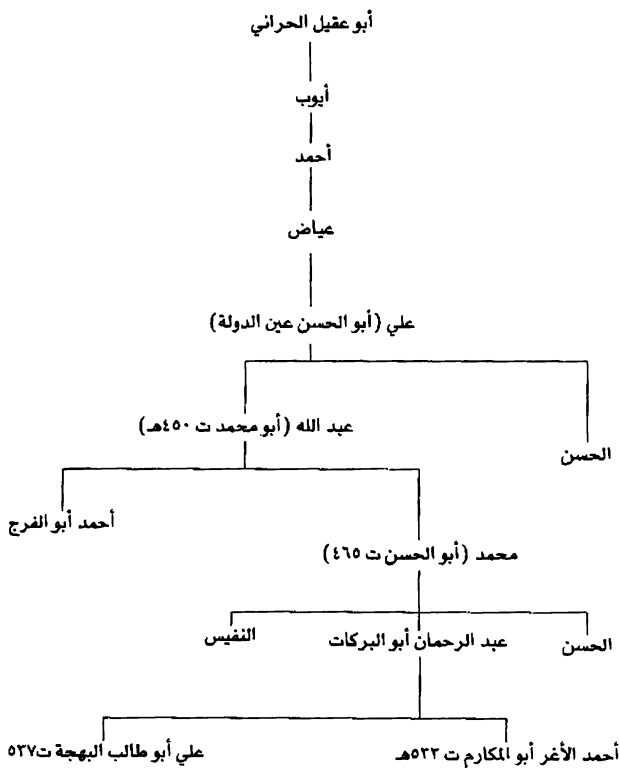 أبو عقيل الحراني
أيوب
أحمد
عياض
علي (أبو الحسن عين الدولة)
عبد الله (أبو محمد ت ٤٥٠هـ)
الحسن
أحمد أبو الفرج
محمد (أبو الحسن ت ٤٦٥)
الحسن
عبد الرحمان أبو البركات
النفيس
أحمد الأغر أبو المكارم ت ٥٢٣هـ
علي أبو طالب البهجة ت٥٣٧